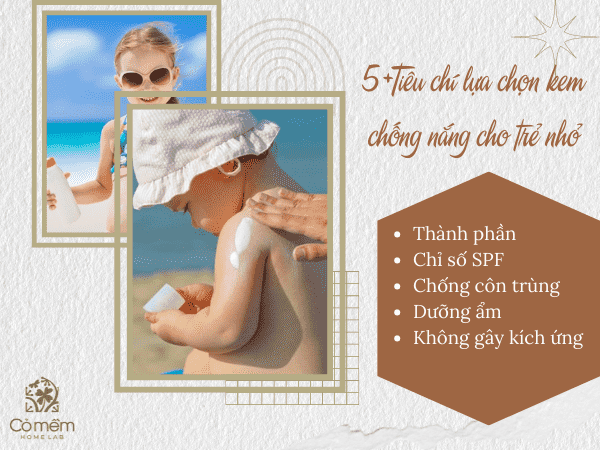 5+Tiêu chí lựa chọn kem
chống nắng cho trẻ nhỏ
• Thành phần
• Chỉ số SPF
• Chống côn trùng
• Dưỡng ẩm
• Không gây kích ứng
Cỏ mềm
HOME LAB